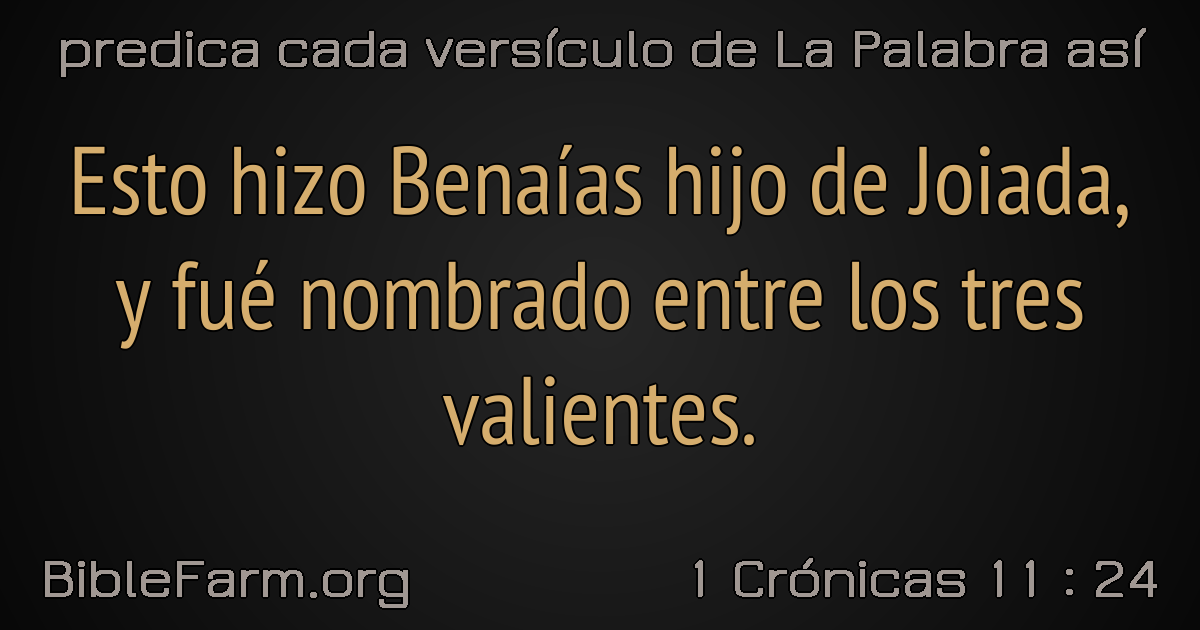 predica cada versículo de La Palabra así
Esto hizo Benaías hijo de Joiada,
y fué nombrado entre los tres
valientes.
BibleFarm.org
1 Crónicas 11 : 24